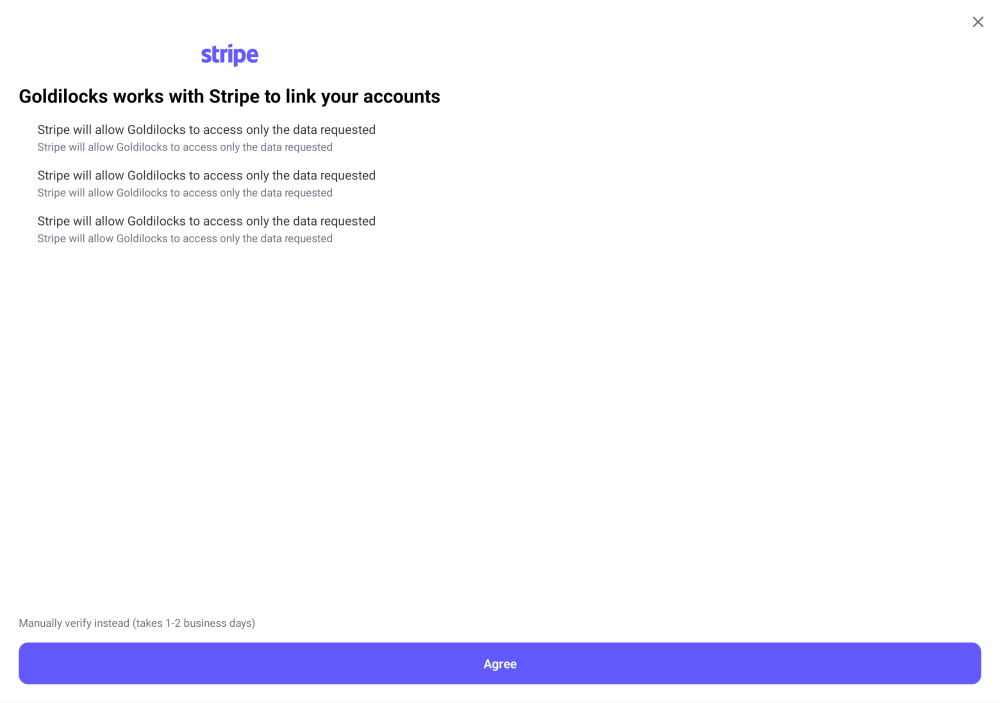 stripe
Goldilocks works with Stripe to link your accounts
Stripe will allow Goldilocks to access only the data requested
Stripe will allow Goldilocks to access only the data requested
Stripe will allow Goldilocks to access only the data requested
Stripe will allow Goldilocks to access only the data requested
Stripe will allow Goldilocks to access only the data requested
Stripe will allow Goldilocks to access only the data requested
Manually verify instead (takes 1-2 business days)
Agree